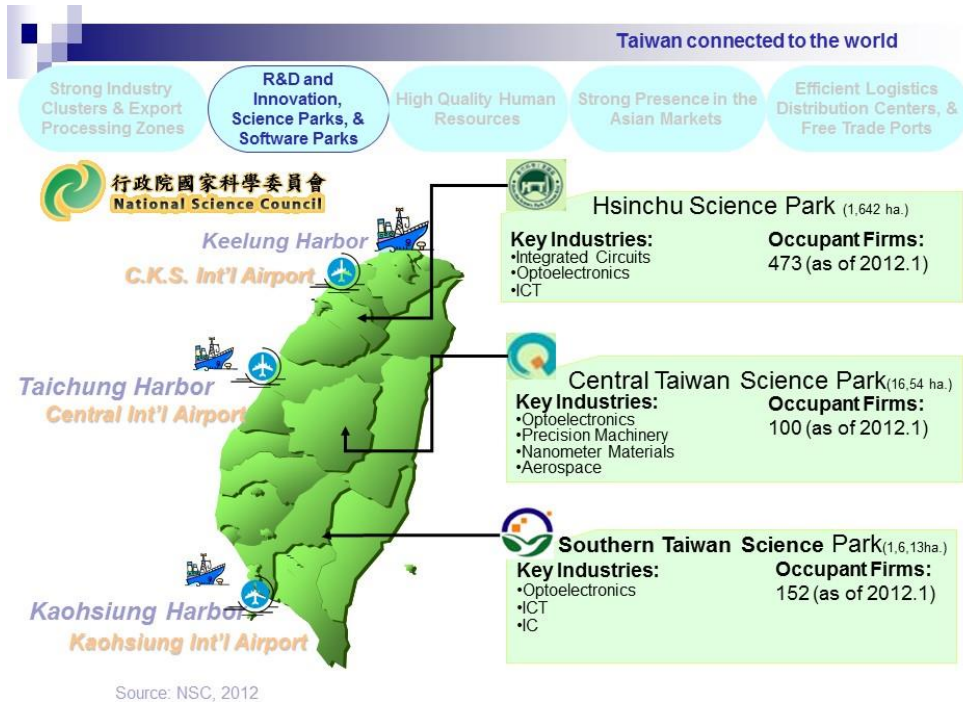 Taiwan connected to the world
Strong Industry
Clusters & Export
Processing Zones
R&D and
Innovation,
Science Parks, &
Software Parks
High Quality Human
Resources
Strong Presence in the
Asian Markets
Efficient Logistics
Distribution Centers, &
Free Trade Ports
行政院國家科學委員會
National Science Council
Keelung Harbor
C.K.S. Int'l Airport
Taichung Harbor
Central Int'l Airport
Kaohsiung Harbor
Kaohsiung Int'l Airport
Hsinchu Science Park (1,642 ha.)
Key Industries:
•Integrated Circuits
•Optoelectronics
•ICT
Occupant Firms:
473 (as of 2012.1)
Central Taiwan Science Park(16,54 ha.)
Key Industries:
•Optoelectronics
•Precision Machinery
•Nanometer Materials
•Aerospace
Occupant Firms:
100 (as of 2012.1)
Southern Taiwan Science Park(1,6,13ha.)
Key Industries:
•Optoelectronics
•ICT
•IC
Occupant Firms:
152 (as of 2012.1)
Source: NSC, 2012